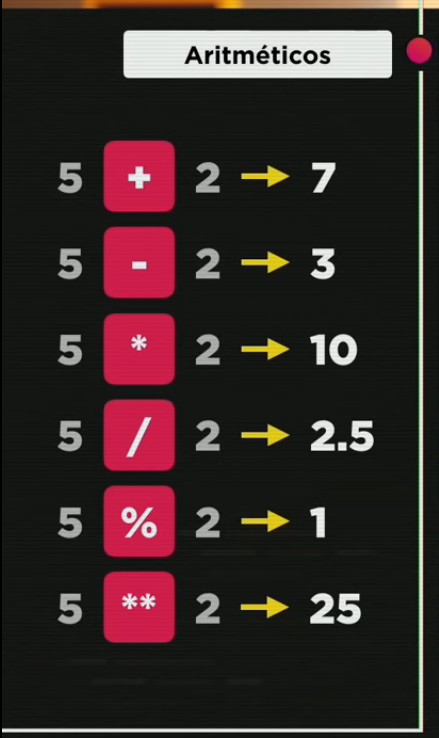 Aritméticos
5 + 2 → 7
5 - 2 → 3
5 * 2 → 10
5 / 2 → 2.5
5 % 2 → 1
5 ** 2 → 25